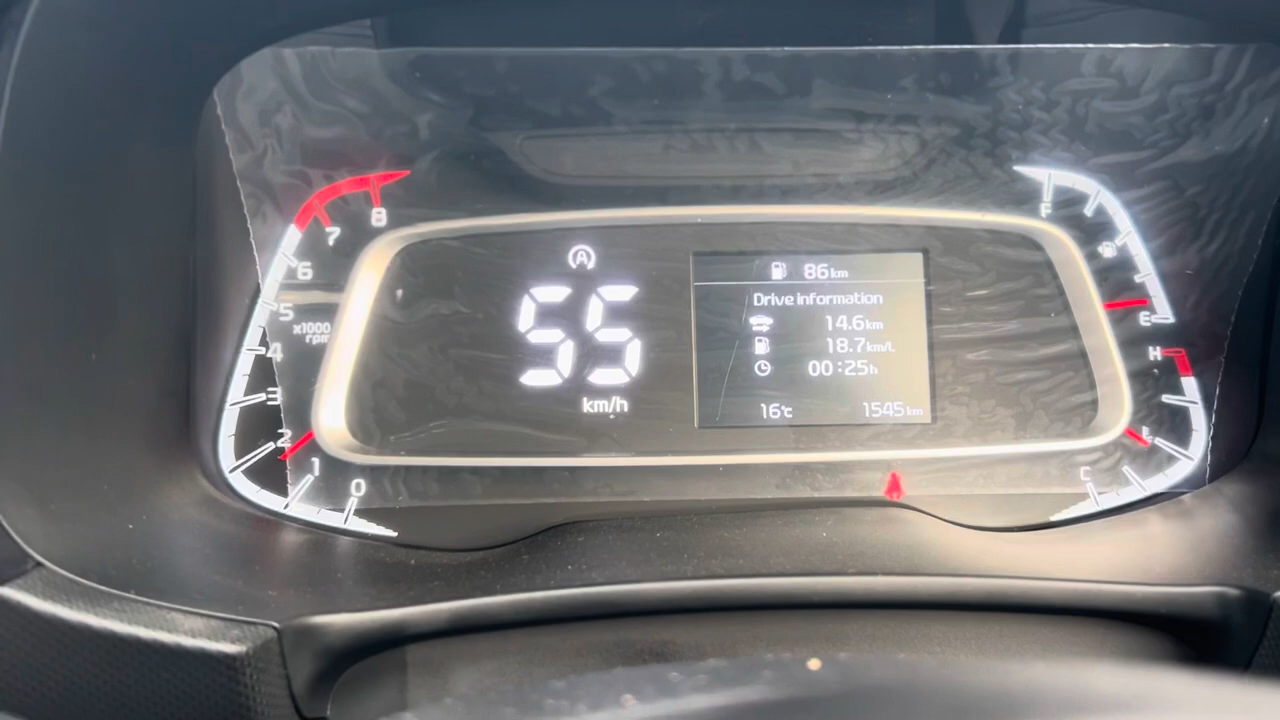 8
7
6
5
x1000
rpm
4
3
2
1
0
A
55
km/h
86km
Drive information
14.6km
18.7km/L
00:25h
16℃
1545km
F
E
H
C